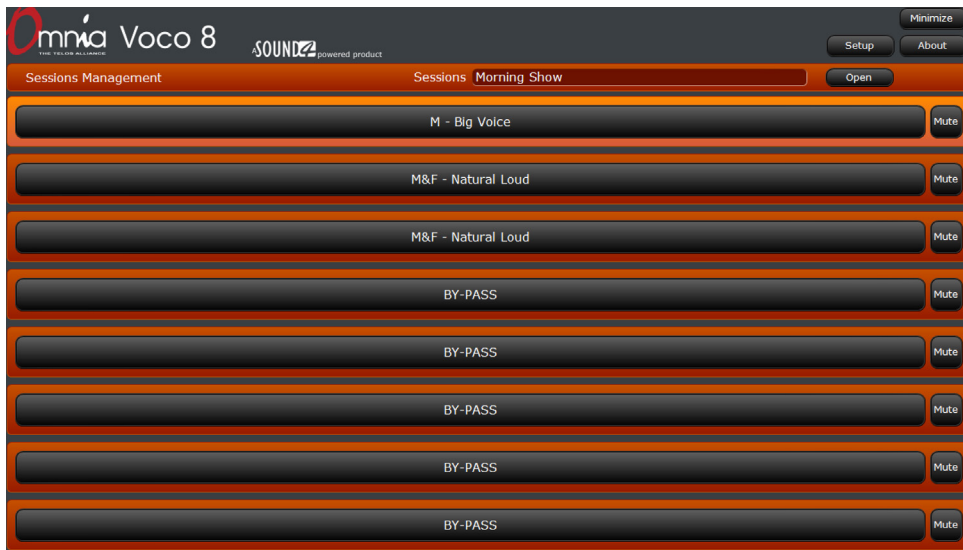 Omnia Voco 8
THE TELOS ALLIANCE
A SOUND4 powered product
Minimize
Setup
About
Sessions Management
Sessions
Morning Show
Open
M - Big Voice
Mute
M&F - Natural Loud
Mute
M&F - Natural Loud
Mute
BY-PASS
Mute
BY-PASS
Mute
BY-PASS
Mute
BY-PASS
Mute
BY-PASS
Mute